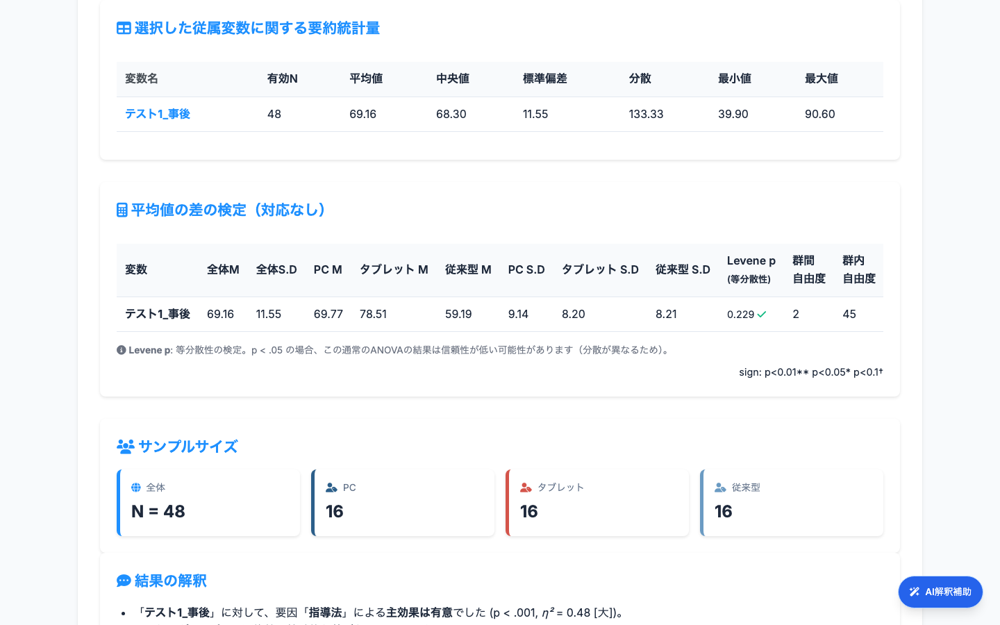 選択した従属変数に関する要約統計量
変数名 有効N 平均値 中央値 標準偏差 分散 最小値 最大値
テスト1_事後 48 69.16 68.30 11.55 133.33 39.90 90.60
平均値の差の検定（対応なし）
変数 全体M 全体S.D PC M タブレット M 従来型 M PC S.D タブレット S.D 従来型 S.D Levene p (等分散性) 群間自由度 群内自由度
テスト1_事後 69.16 11.55 69.77 78.51 59.19 9.14 8.20 8.21 0.229 ✓ 2 45
Levene p: 等分散性の検定。p < .05 の場合、この通常のANOVAの結果は信頼性が低い可能性があります（分散が異なるため）。
sign: p<0.01** p<0.05* p<0.1†
サンプルサイズ
全体 PC タブレット 従来型
N = 48 16 16 16
結果の解釈
• 「テスト1_事後」に対して、要因「指導法」による主効果は有意でした (p < .001, η² = 0.48 [大])。
AI解釈補助